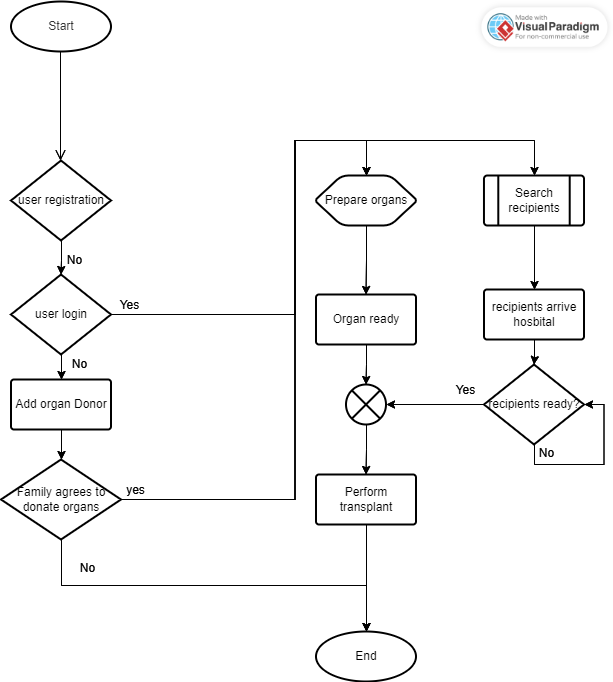 Start
Made with
VisualParadigm
For non-commercial use
user registration
No
user login
Yes
No
Add organ Donor
Family agrees to
donate organs
yes
No
Prepare organs
Search
recipients
Organ ready
recipients arrive
hosbital
recipients ready?
Yes
No
Perform
transplant
End